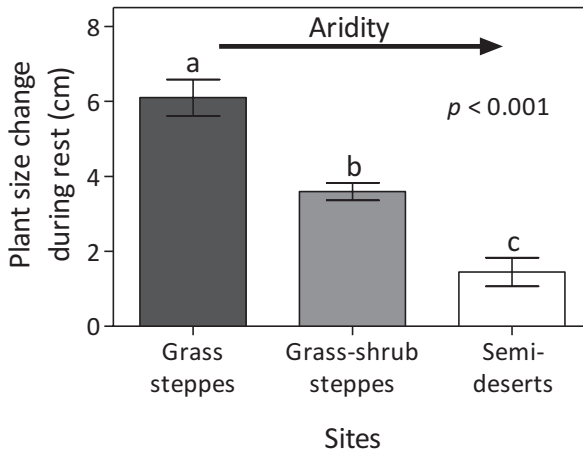 Plant size change
during rest (cm)
8
6
4
2
0
Aridity
a
b
c
p < 0.001
Grass
steppes
Grass-shrub
steppes
Semi-
deserts
Sites